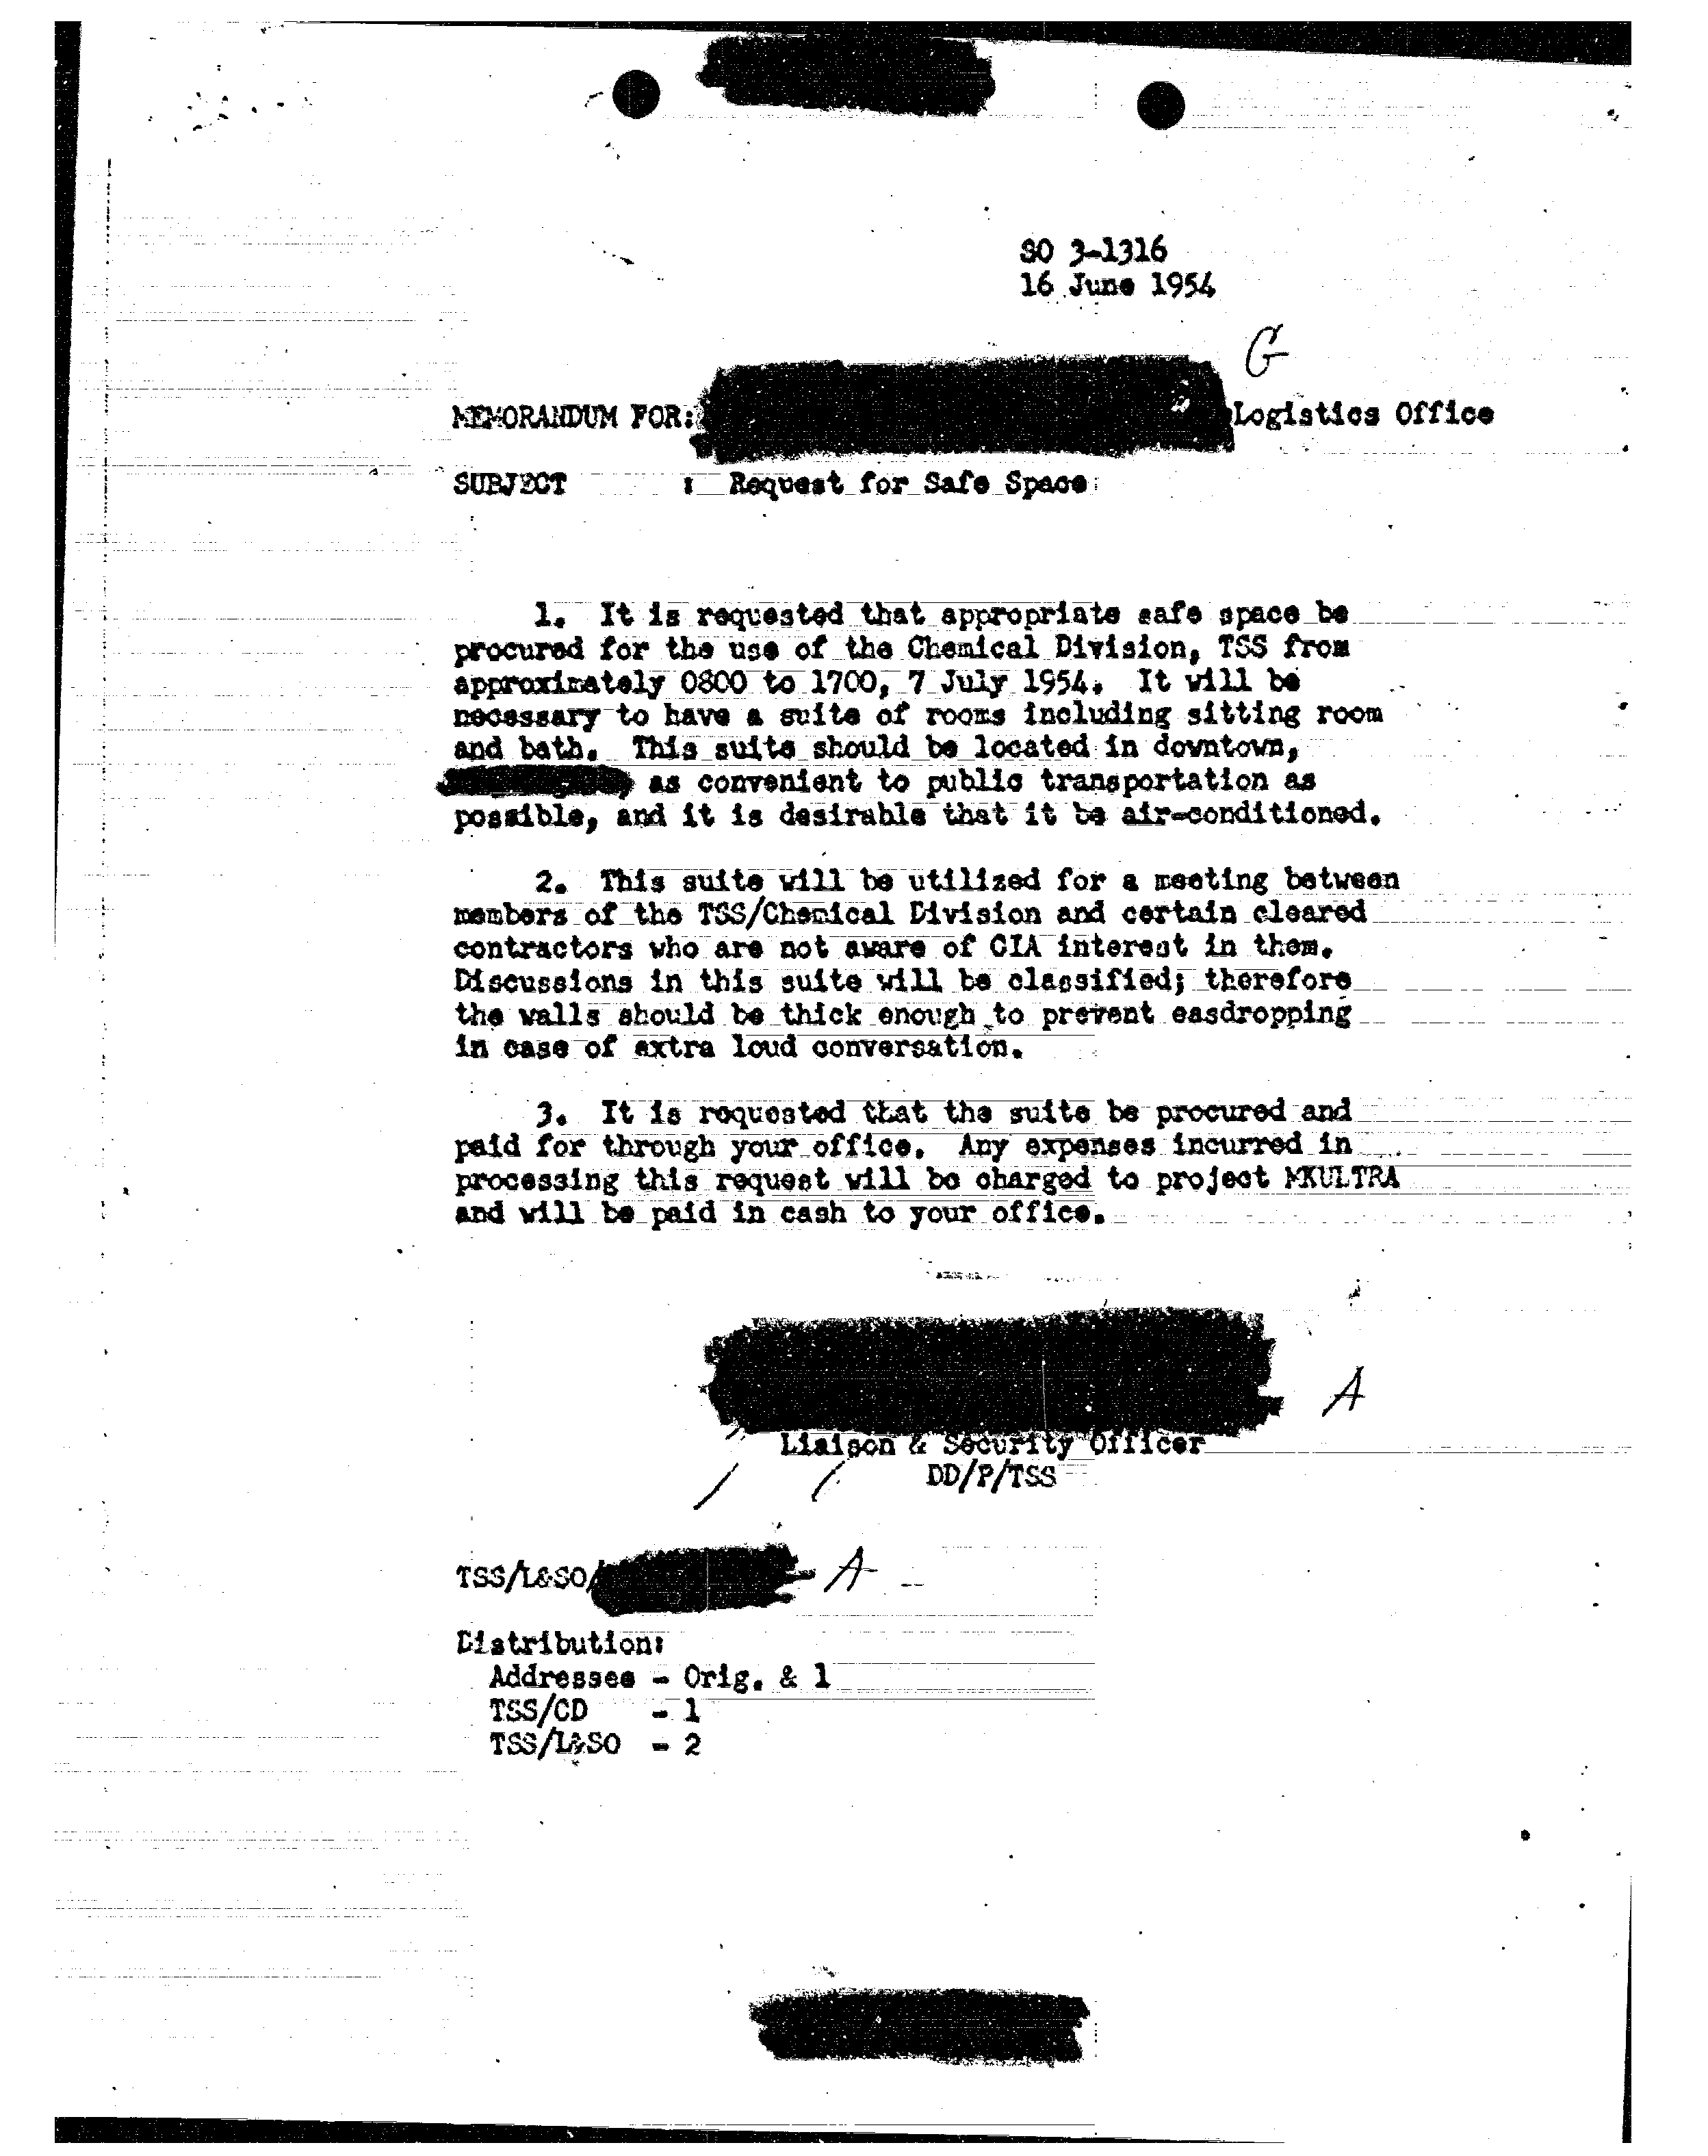 SO 3-1316
16 June 1954
G
MEMORANDUM FOR: Logistics Office
SUBJECT : Request for Safe Space
1. It is requested that appropriate safe space be
procured for the use of the Chemical Division, TSS from
approximately 0800 to 1700, 7 July 1954. It will be
necessary to have a suite of rooms including sitting room
and bath. This suite should be located in downtown,
as convenient to public transportation as
possible, and it is desirable that it be air-conditioned.
2. This suite will be utilized for a meeting between
members of the TSS/Chemical Division and certain cleared
contractors who are not aware of CIA interest in them.
Discussions in this suite will be classified; therefore
the walls should be thick enough to prevent easdropping
in case of extra loud conversation.
3. It is requested that the suite be procured and
paid for through your office. Any expenses incurred in
processing this request will be charged to project MKULTRA
and will be paid in cash to your office.
A
Liaison & Security Officer
DD/P/TSS
TSS/L&SO/ A
Distribution:
Addressee - Orig. & 1
TSS/CD - 1
TSS/L&SO - 2